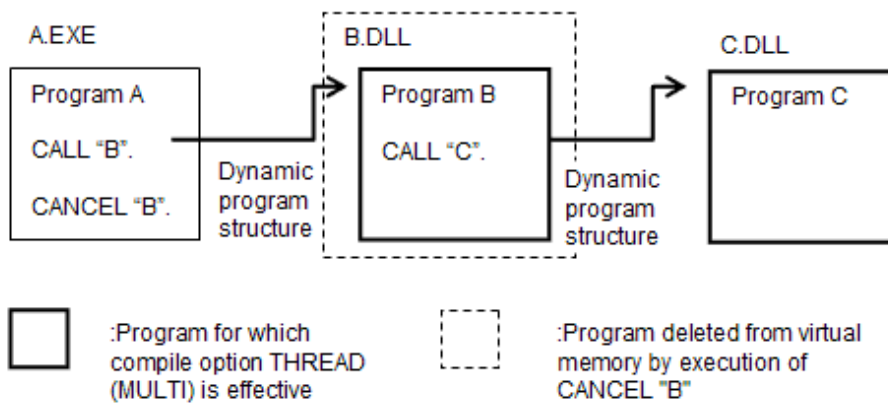 A.EXE
B.DLL
C.DLL
Program A
CALL “B”.
CANCEL “B”.
Dynamic
program
structure
Program B
CALL “C”.
Dynamic
program
structure
Program C
:Program for which
compile option THREAD
(MULTI) is effective
:Program deleted from virtual
memory by execution of
CANCEL "B"